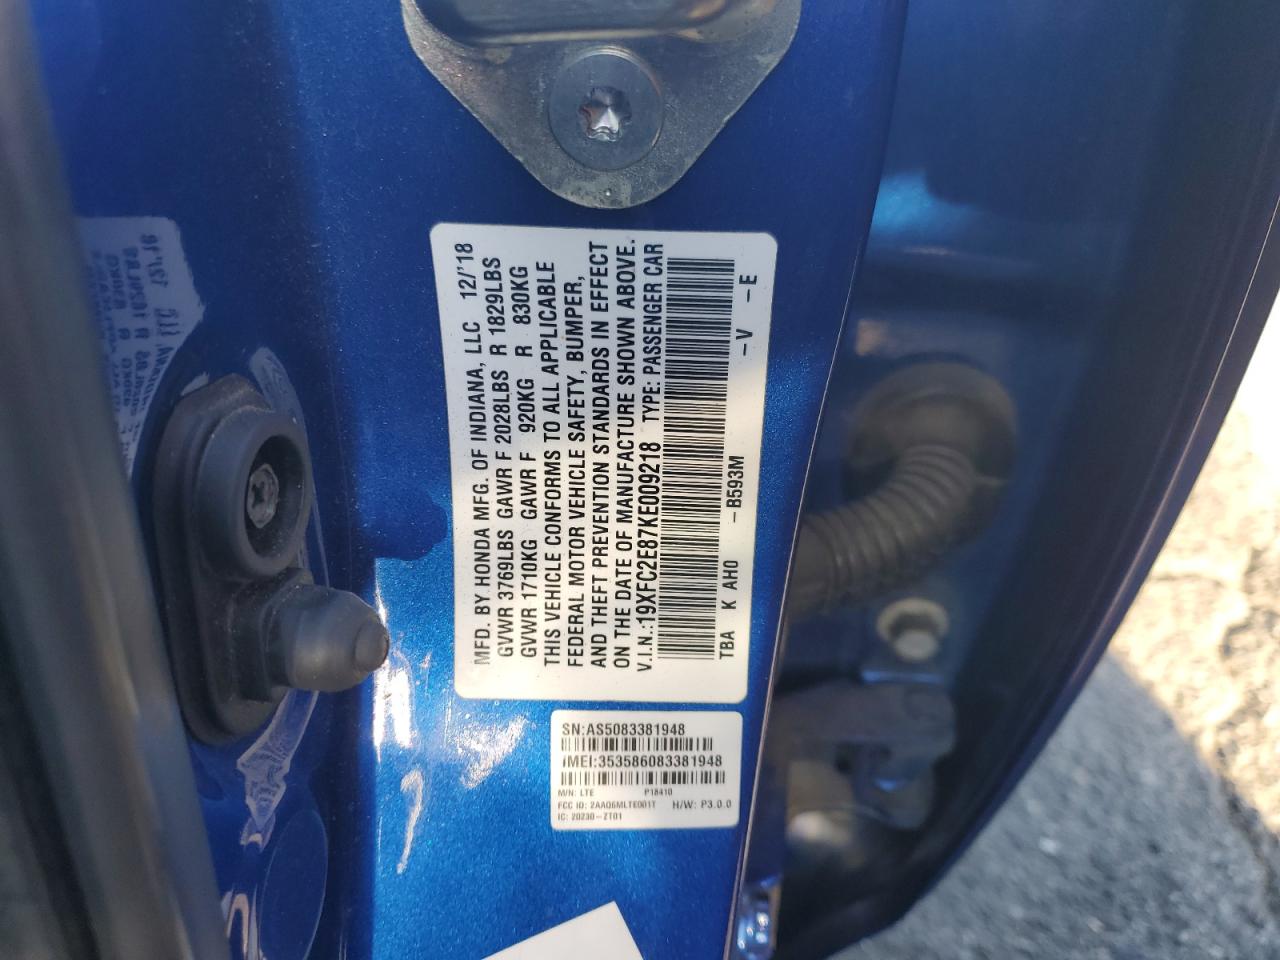 MFD. BY HONDA MFG. OF INDIANA, LLC 12/'18
GVWR 3769LBS GAWR F 2028LBS R 1829LBS
GVWR 1710KG GAWR F 920KG R 830KG
THIS VEHICLE CONFORMS TO ALL APPLICABLE
FEDERAL MOTOR VEHICLE SAFETY, BUMPER,
AND THEFT PREVENTION STANDARDS IN EFFECT
ON THE DATE OF MANUFACTURE SHOWN ABOVE.
V.I.N.:19XFC2E87KE009218 TYPE: PASSENGER CAR
TBA K AH0 -B593M -V -E
SN:AS5083381948
IMEI:353586083381948
M/N: LTE P18410
FCC ID: 2AAQ6MLTE001T H/W: P3.0.0
IC: 20230-ZT01